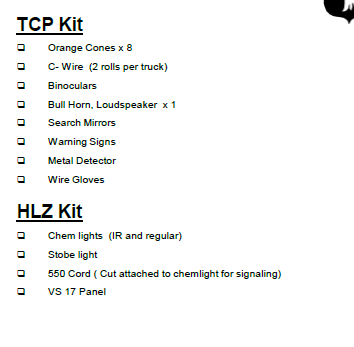 TCP Kit
Orange Cones x 8
C- Wire (2 rolls per truck)
Binoculars
Bull Horn, Loudspeaker x 1
Search Mirrors
Warning Signs
Metal Detector
Wire Gloves
HLZ Kit
Chem lights (IR and regular)
Stobe light
550 Cord ( Cut attached to chemlight for signaling)
VS 17 Panel